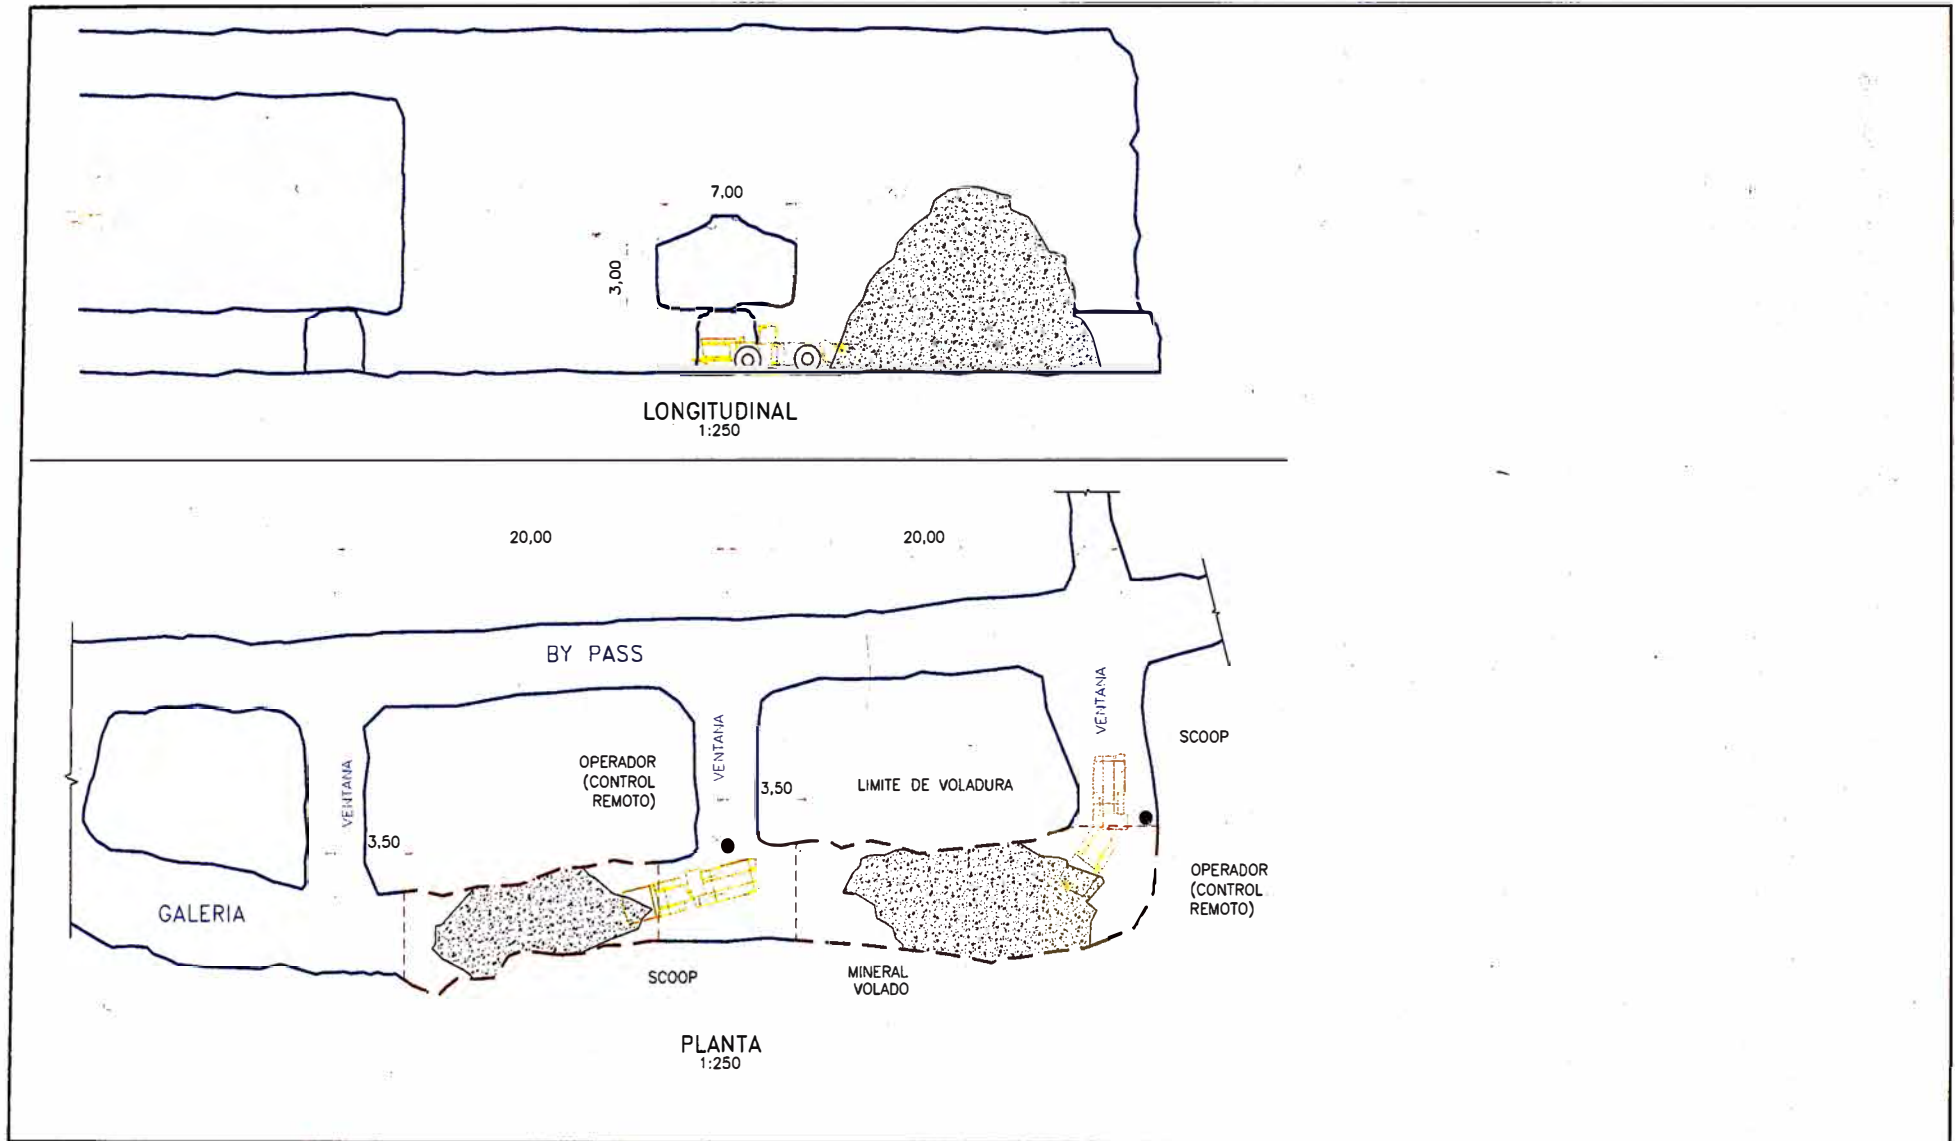 7,00
3,00
LONGITUDINAL
1:250
20,00
20,00
BY PASS
VENTANA
VENTANA
VENTANA
SCOOP
OPERADOR
(CONTROL
REMOTO)
3,50
LIMITE DE VOLADURA
3,50
OPERADOR
(CONTROL
REMOTO)
GALERIA
SCOOP
MINERAL
VOLADO
PLANTA
1:250